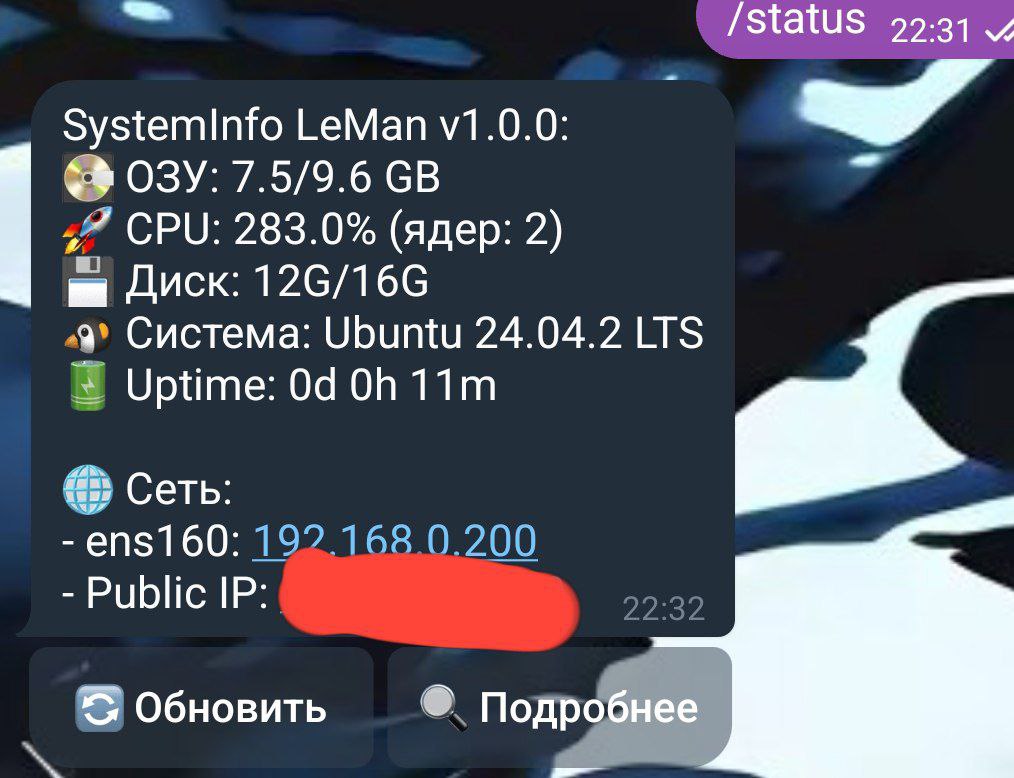 /status 22:31
SystemInfo LeMan v1.0.0:
ОЗУ: 7.5/9.6 GB
CPU: 283.0% (ядер: 2)
Диск: 12G/16G
Система: Ubuntu 24.04.2 LTS
Uptime: 0d 0h 11m
Сеть:
- ens160: 192.168.0.200
- Public IP:
22:32
Обновить
Подробнее